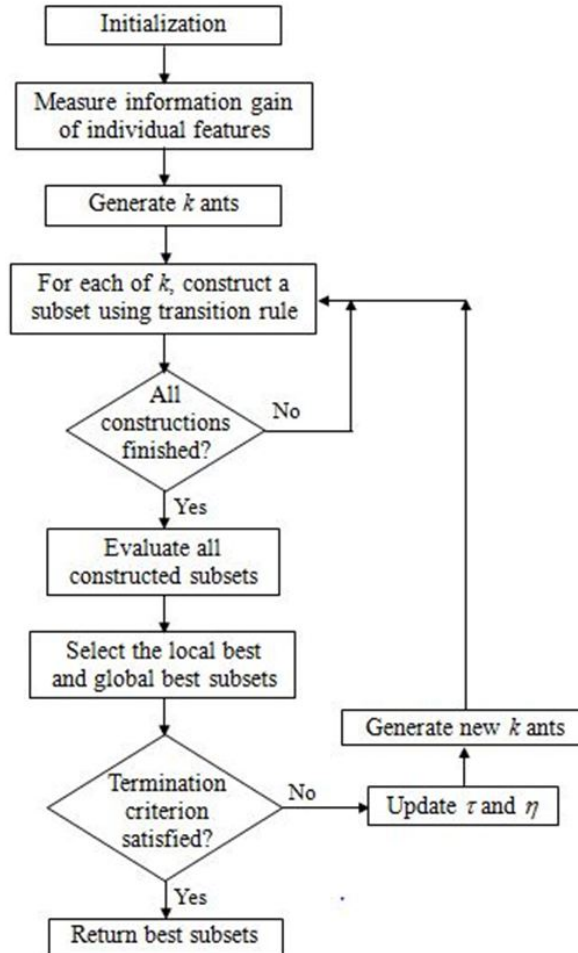 Initialization
Measure information gain
of individual features
Generate k ants
For each of k, construct a
subset using transition rule
All
constructions
finished?
No
Yes
Evaluate all
constructed subsets
Select the local best
and global best subsets
Generate new k ants
Termination
criterion
satisfied?
No
Update τ and η
Yes
Return best subsets